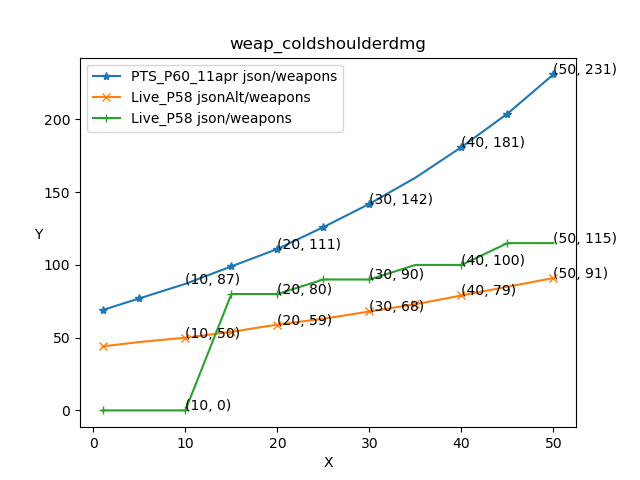 weap_coldshoulderdmg
PTS_P60_11apr json/weapons
Live_P58 jsonAlt/weapons
Live_P58 json/weapons
(50, 231)
(40, 181)
(30, 142)
(20, 111)
(10, 87)
(50, 115)
(40, 100)
(30, 90)
(20, 80)
(10, 0)
(50, 91)
(40, 79)
(30, 68)
(20, 59)
(10, 50)
Y
200
150
100
50
0
0 10 20 30 40 50
X